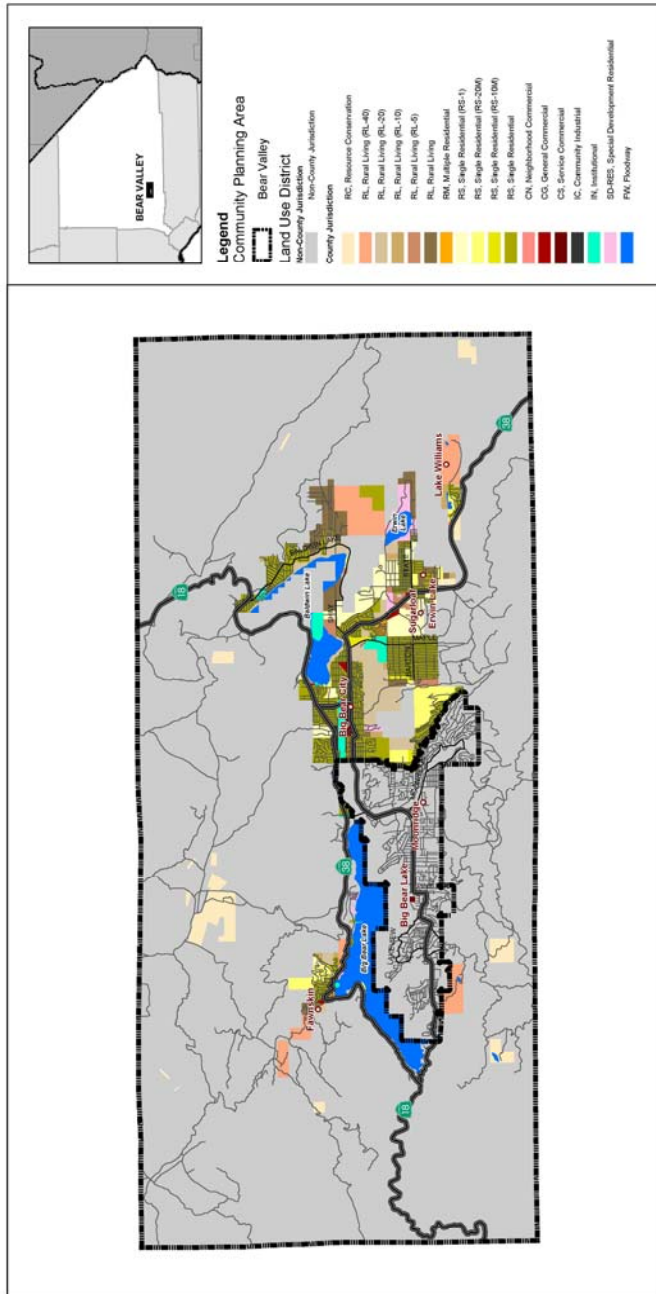 BEAR VALLEY
Legend
Community Planning Area
Bear Valley
Land Use District
Non-County Jurisdiction
Non-County Jurisdiction
County Jurisdiction
RC, Resource Conservation
RL, Rural Living (RL-40)
RL, Rural Living (RL-20)
RL, Rural Living (RL-10)
RL, Rural Living (RL-5)
RL, Rural Living
RM, Multiple Residential
RS, Single Residential (RS-1)
RS, Single Residential (RS-20M)
RS, Single Residential (RS-10M)
RS, Single Residential
CN, Neighborhood Commercial
CG, General Commercial
CS, Service Commercial
IC, Community Industrial
IN, Institutional
SD-RES, Special Development Residential
FW, Floodway
18
Baldwin Lake
Fawnskin
38
Big Bear City
Erwin Lake
Big Bear Lake
Sugarloaf
Erwin Lake
Lake Williams
Moonridge
Big Bear Lake
18
38